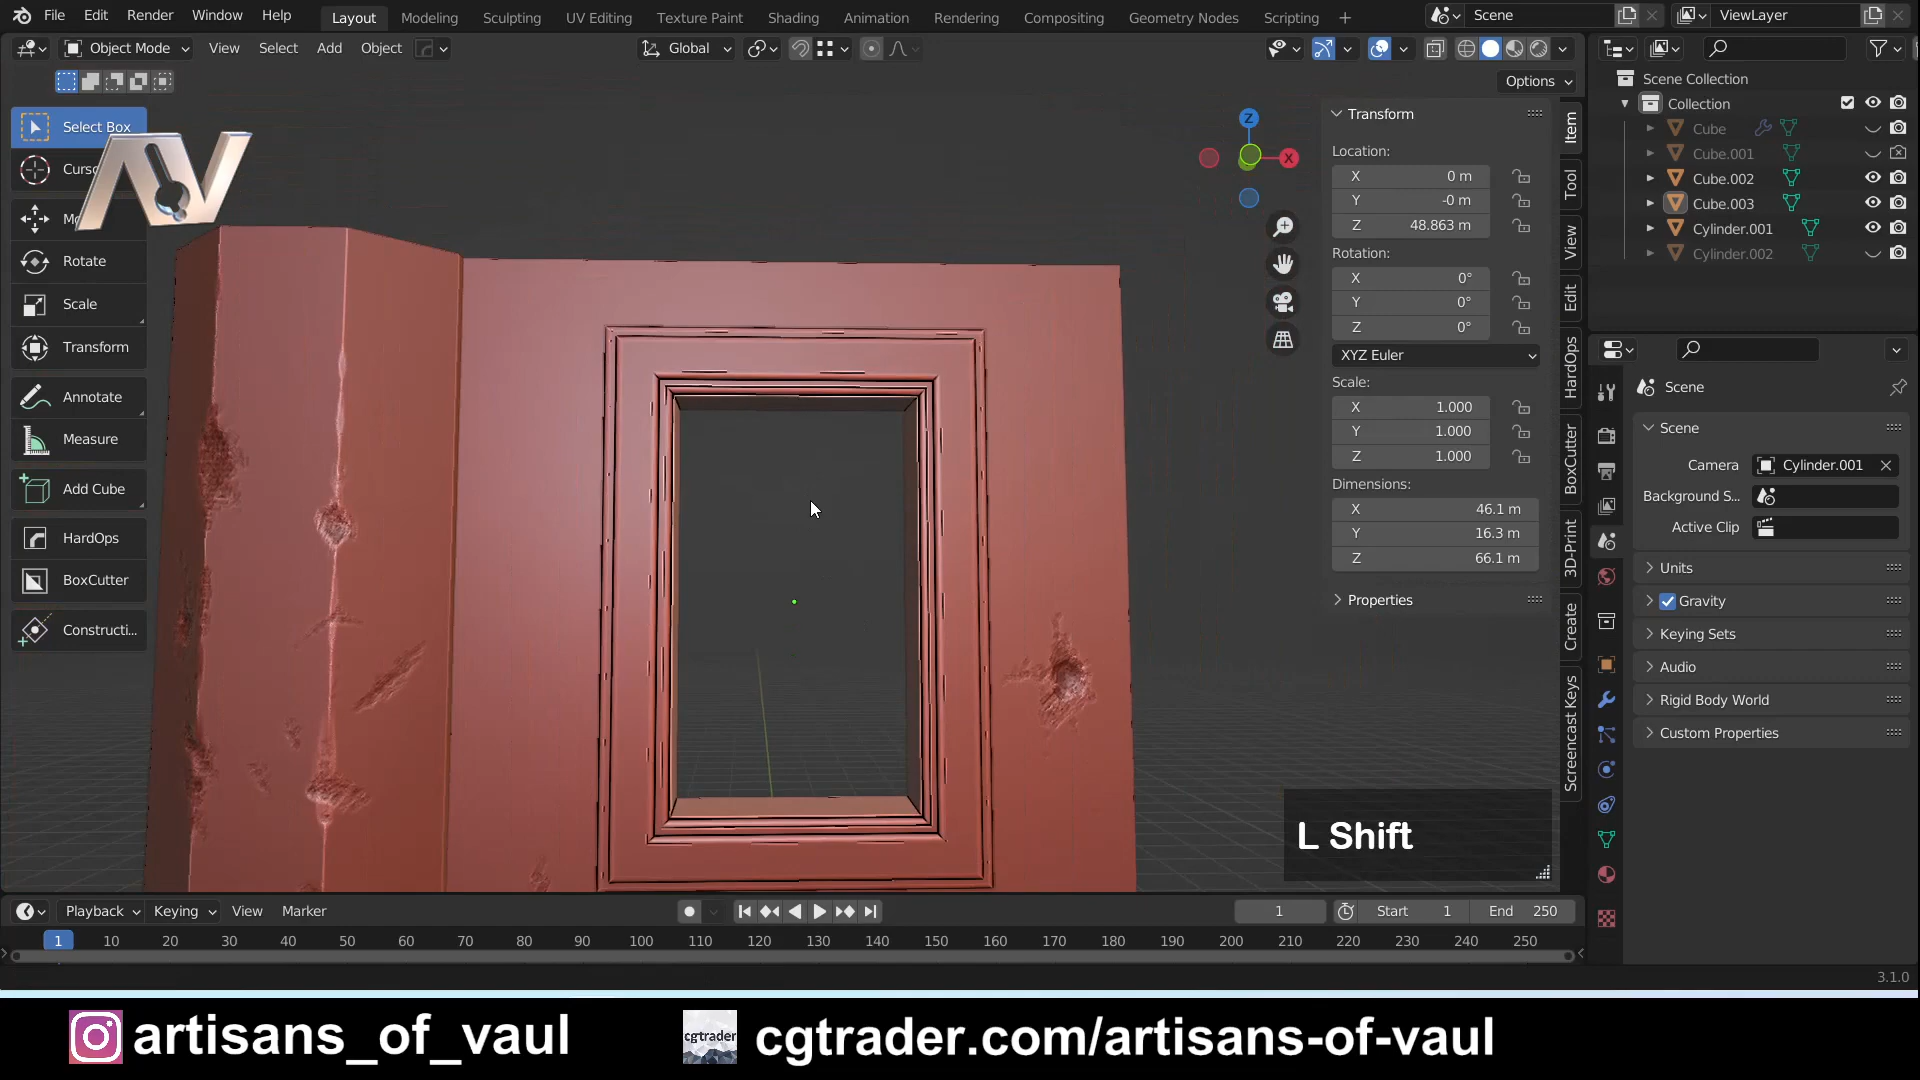 File Edit Render Window Help Layout Modeling Sculpting UV Editing Texture Paint Shading Animation Rendering Compositing Geometry Nodes Scripting Scene ViewLayer
Object Mode View Select Add Object Global
Options
Select Box
Rotate
Scale
Transform
Annotate
Measure
Add Cube
HardOps
BoxCutter
Constructi...
AV
Z
X
Transform
Location:
X 0 m
Y -0 m
Z 48.863 m
Rotation:
X 0°
Y 0°
Z 0°
XYZ Euler
Scale:
X 1.000
Y 1.000
Z 1.000
Dimensions:
X 46.1 m
Y 16.3 m
Z 66.1 m
Properties
Item
Tool
View
Edit
HardOps
BoxCutter
3D-Print
Create
Screencast Keys
Scene Collection
Collection
Cube
Cube.001
Cube.002
Cube.003
Cylinder.001
Cylinder.002
Scene
Scene
Camera Cylinder.001
Background S...
Active Clip
Units
Gravity
Keying Sets
Audio
Rigid Body World
Custom Properties
L Shift
Playback Keying View Marker 1 Start 1 End 250
1 10 20 30 40 50 60 70 80 90 100 110 120 130 140 150 160 170 180 190 200 210 220 230 240 250
3.1.0
artisans_of_vaul cgtrader cgtrader.com/artisans-of-vaul